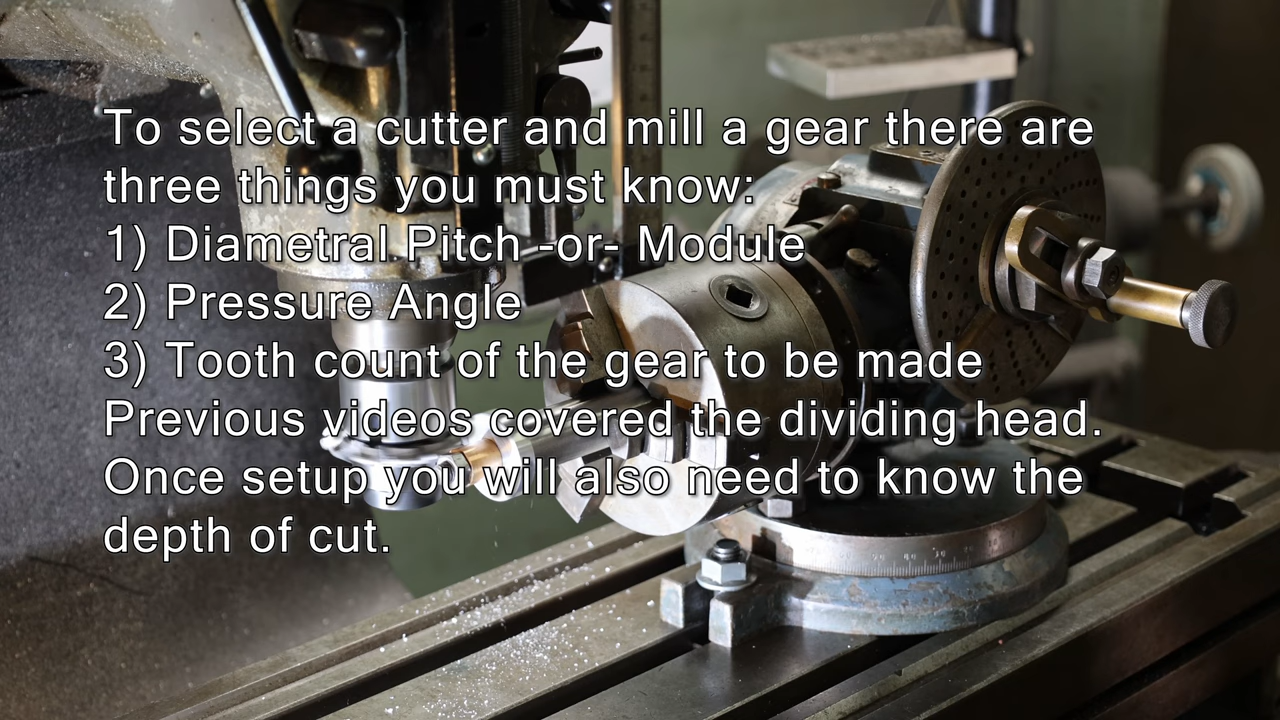 To select a cutter and mill a gear there are
three things you must know:
1) Diametral Pitch -or- Module
2) Pressure Angle
3) Tooth count of the gear to be made
Previous videos covered the dividing head.
Once setup you will also need to know the
depth of cut.